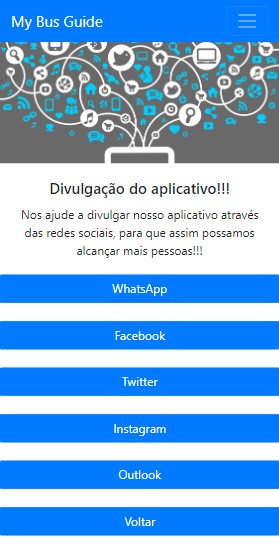 My Bus Guide
Divulgação do aplicativo!!!
Nos ajude a divulgar nosso aplicativo através
das redes sociais, para que assim possamos
alcançar mais pessoas!!!
WhatsApp
Facebook
Twitter
Instagram
Outlook
Voltar